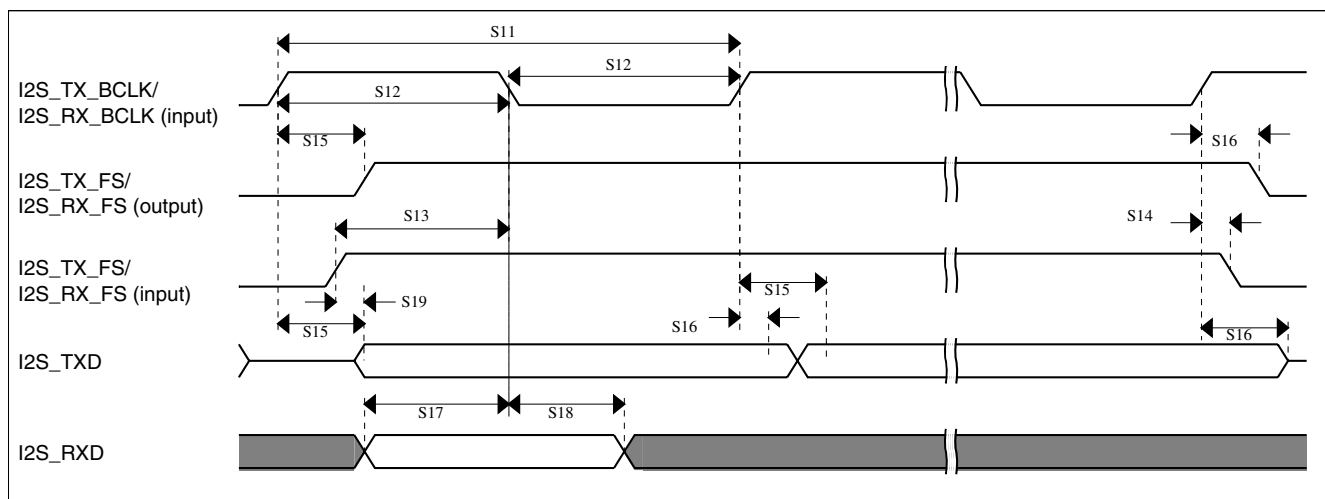 S11
I2S_TX_BCLK/
I2S_RX_BCLK (input)
S12
S12
S15
S16
I2S_TX_FS/
I2S_RX_FS (output)
S13
S14
I2S_TX_FS/
I2S_RX_FS (input)
S19
S15
S15
S16
S16
I2S_TXD
S17
S18
I2S_RXD